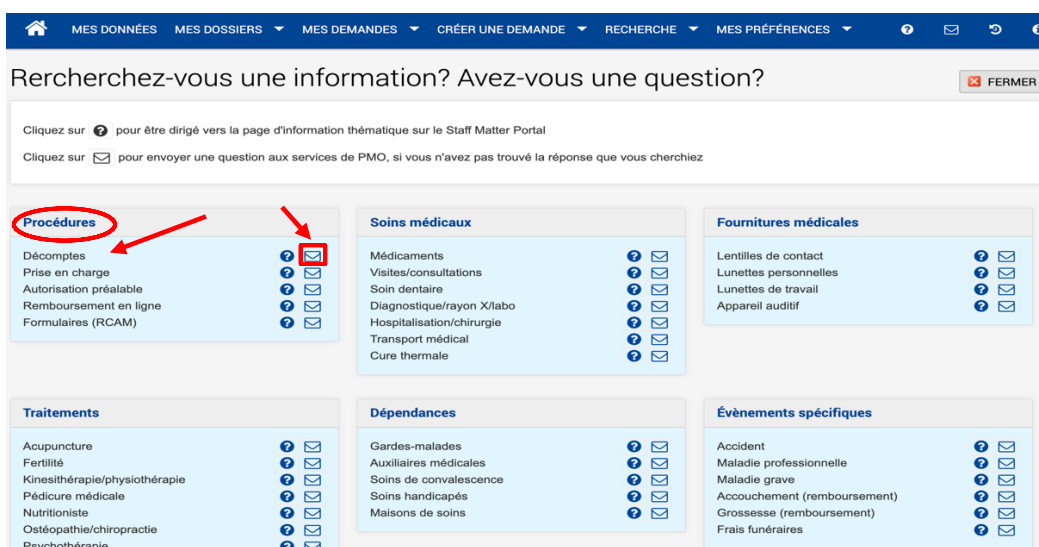 MES DONNÉES MES DOSSIERS MES DEMANDES CRÉER UNE DEMANDE RECHERCHE MES PRÉFÉRENCES
Rercherchez-vous une information? Avez-vous une question?
FERMER
Cliquez sur pour être dirigé vers la page d'information thématique sur le Staff Matter Portal
Cliquez sur pour envoyer une question aux services de PMO, si vous n'avez pas trouvé la réponse que vous cherchiez
Procédures
Décomptes
Prise en charge
Autorisation préalable
Remboursement en ligne
Formulaires (RCAM)
Soins médicaux
Médicaments
Visites/consultations
Soin dentaire
Diagnostique/rayon X/labo
Hospitalisation/chirurgie
Transport médical
Cure thermale
Fournitures médicales
Lentilles de contact
Lunettes personnelles
Lunettes de travail
Appareil auditif
Traitements
Acupuncture
Fertilité
Kinesithérapie/physiothérapie
Pédicure médicale
Nutritioniste
Ostéopathie/chiropractie
Psychothérapie
Dépendances
Gardes-malades
Auxiliaires médicales
Soins de convalescence
Soins handicapés
Maisons de soins
Évènements spécifiques
Accident
Maladie professionnelle
Maladie grave
Accouchement (remboursement)
Grossesse (remboursement)
Frais funéraires